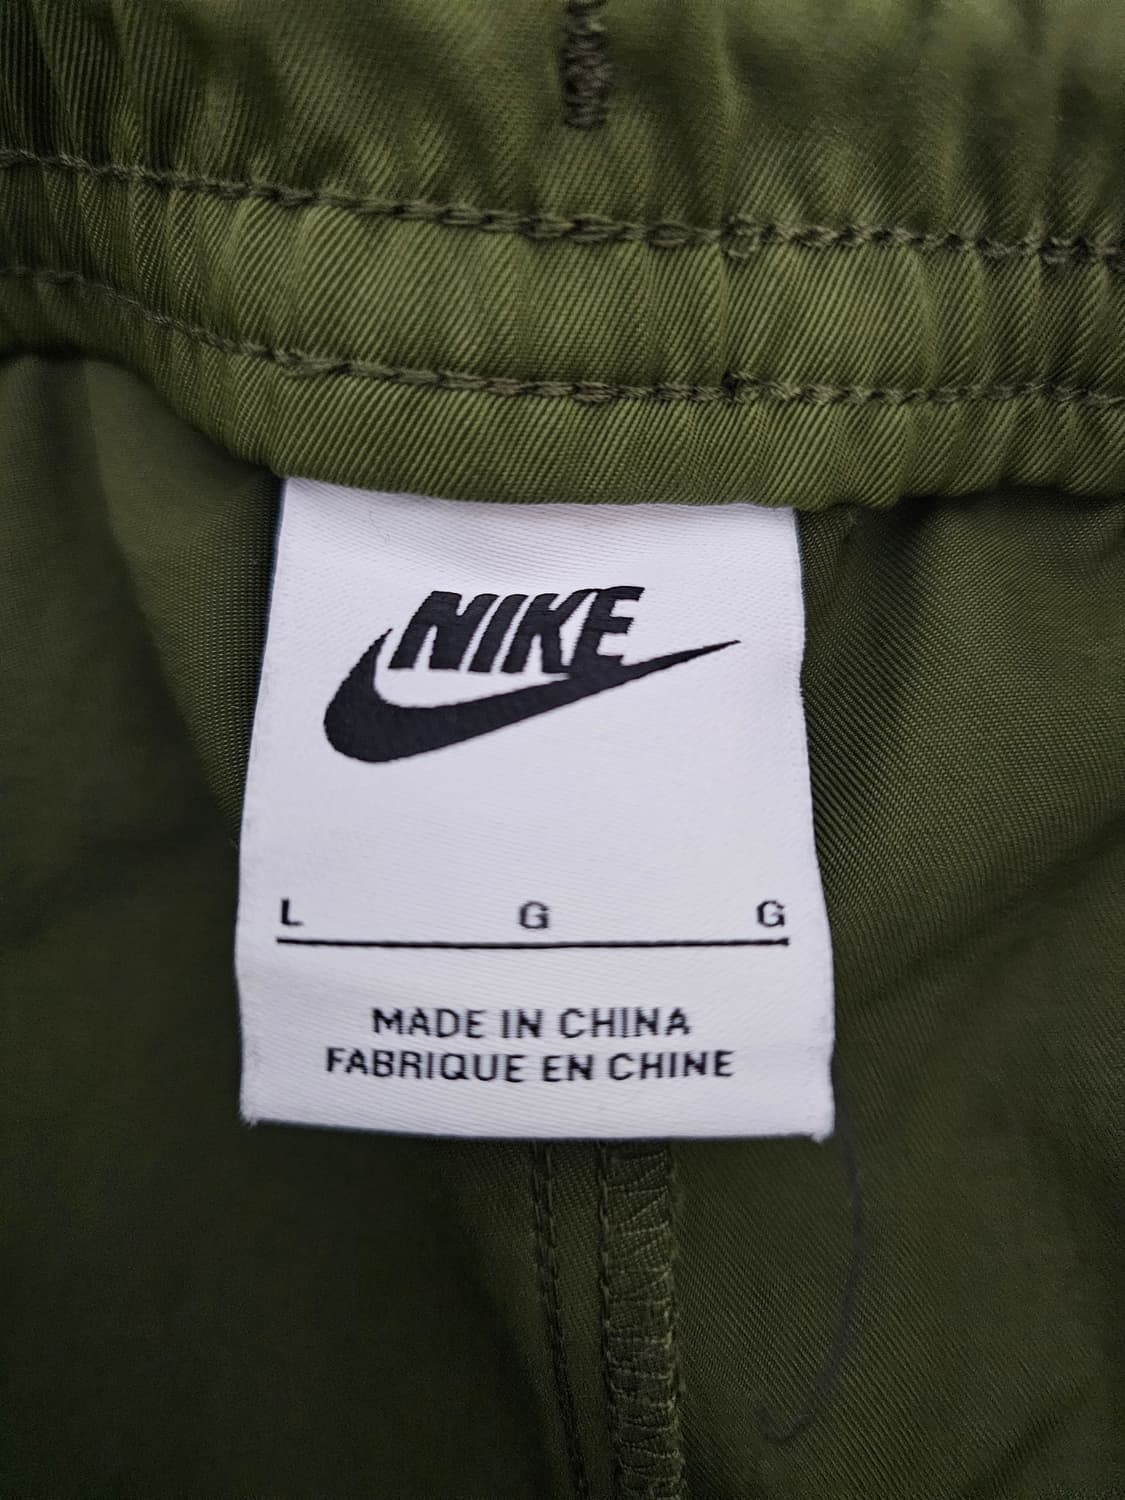 NIKE
L G G
MADE IN CHINA
FABRIQUE EN CHINE